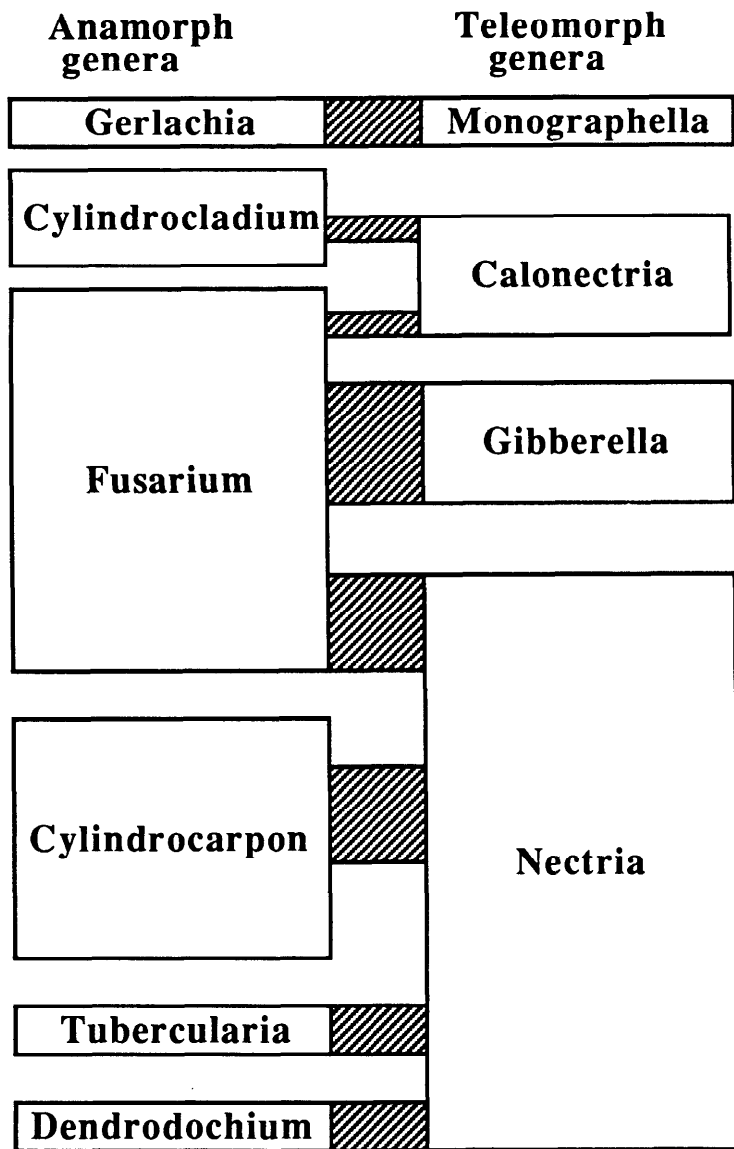 Anamorph
genera
Teleomorph
genera
Gerlachia
Monographella
Cylindrocladium
Calonectria
Gibberella
Fusarium
Cylindrocarpon
Nectria
Tubercularia
Dendrodochium